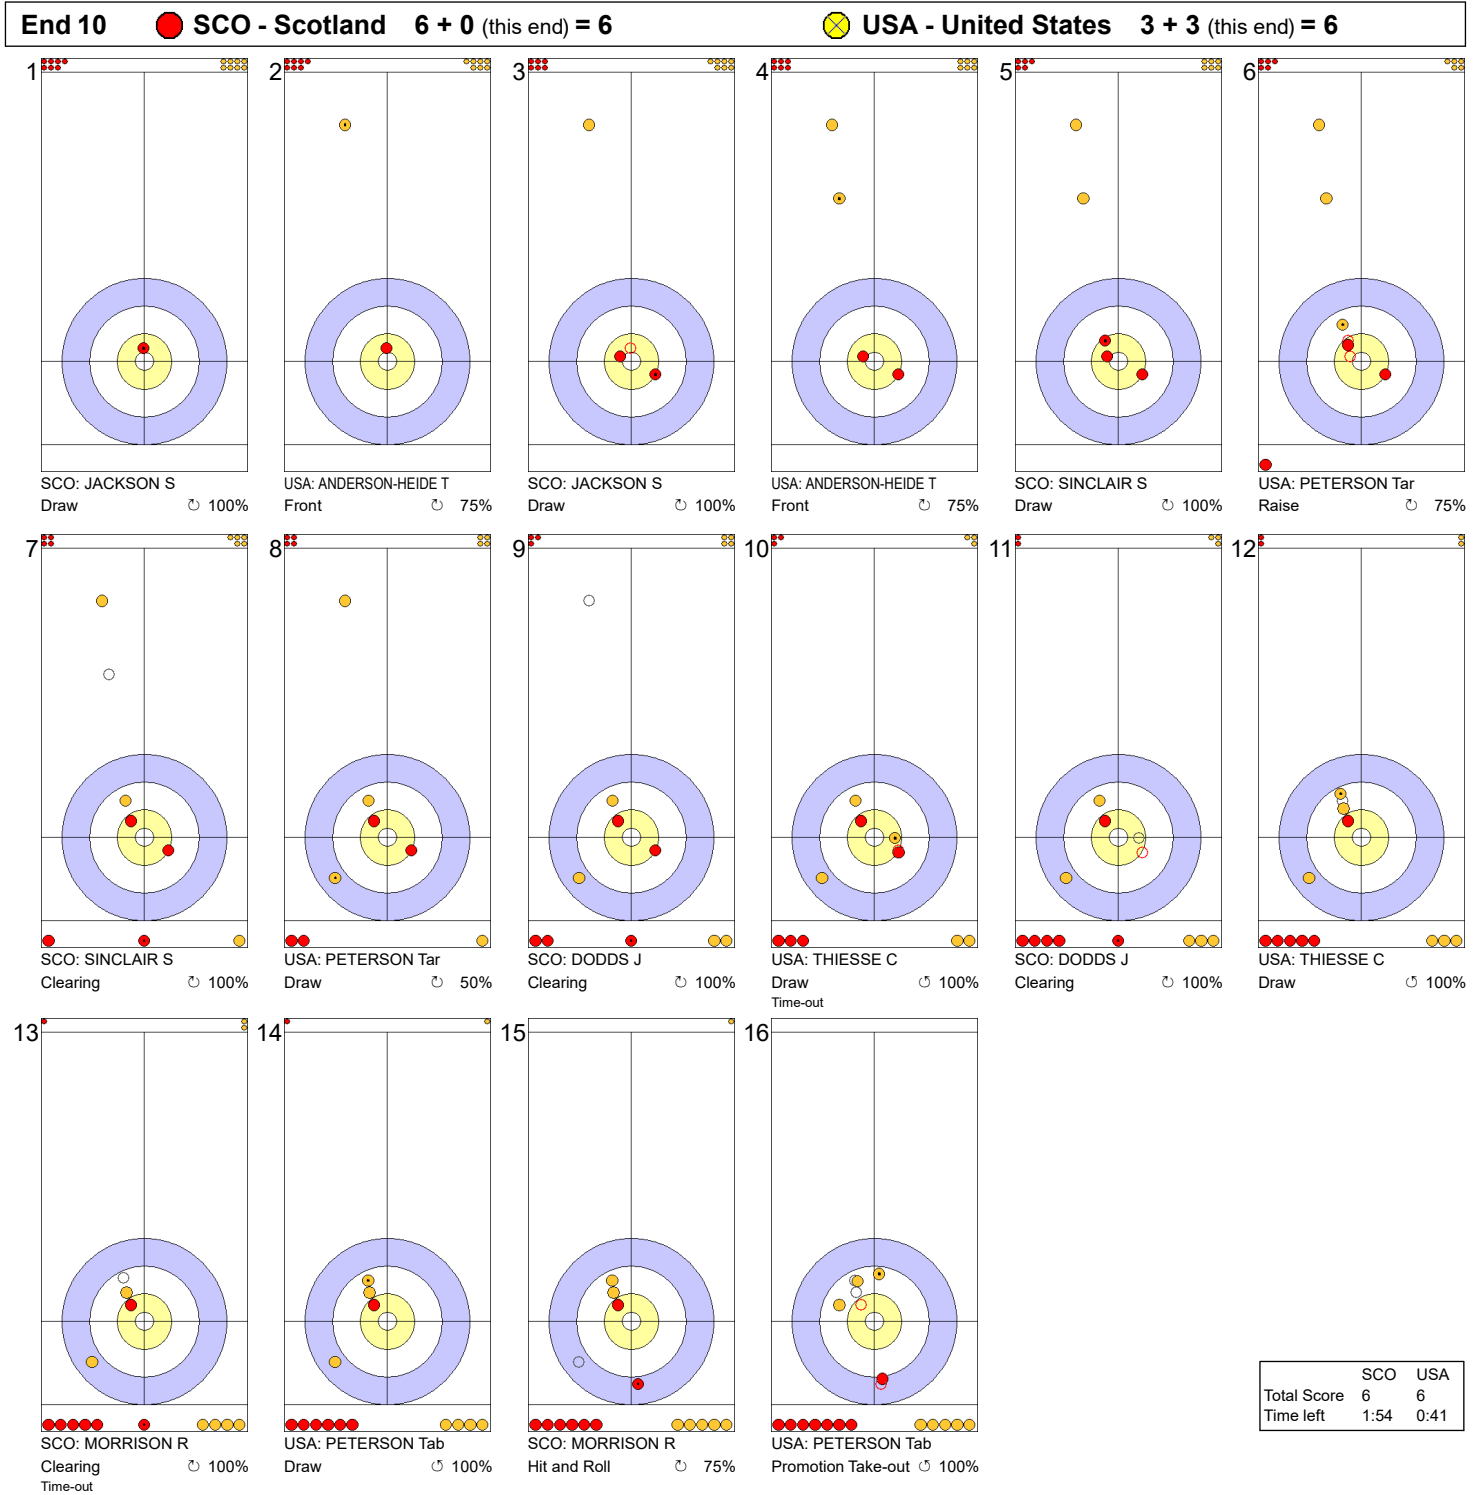 End 10 SCO - Scotland 6 + 0 (this end) = 6 USA - United States 3 + 3 (this end) = 6
1 2 3 4 5 6
SCO: JACKSON S USA: ANDERSON-HEIDE T SCO: JACKSON S USA: ANDERSON-HEIDE T SCO: SINCLAIR S USA: PETERSON Tar
Draw ↻ 100% Front ↻ 75% Draw ↻ 100% Front ↻ 75% Draw ↻ 100% Raise ↻ 75%
7 8 9 10 11 12
SCO: SINCLAIR S USA: PETERSON Tar SCO: DODDS J USA: THIESSE C SCO: DODDS J USA: THIESSE C
Clearing ↻ 100% Draw ↻ 50% Clearing ↻ 100% Draw ↺ 100% Clearing ↻ 100% Draw ↺ 100%
Time-out
13 14 15 16
SCO USA
Total Score 6 6
Time left 1:54 0:41
SCO: MORRISON R USA: PETERSON Tab SCO: MORRISON R USA: PETERSON Tab
Clearing ↻ 100% Draw ↺ 100% Hit and Roll ↻ 75% Promotion Take-out ↺ 100%
Time-out